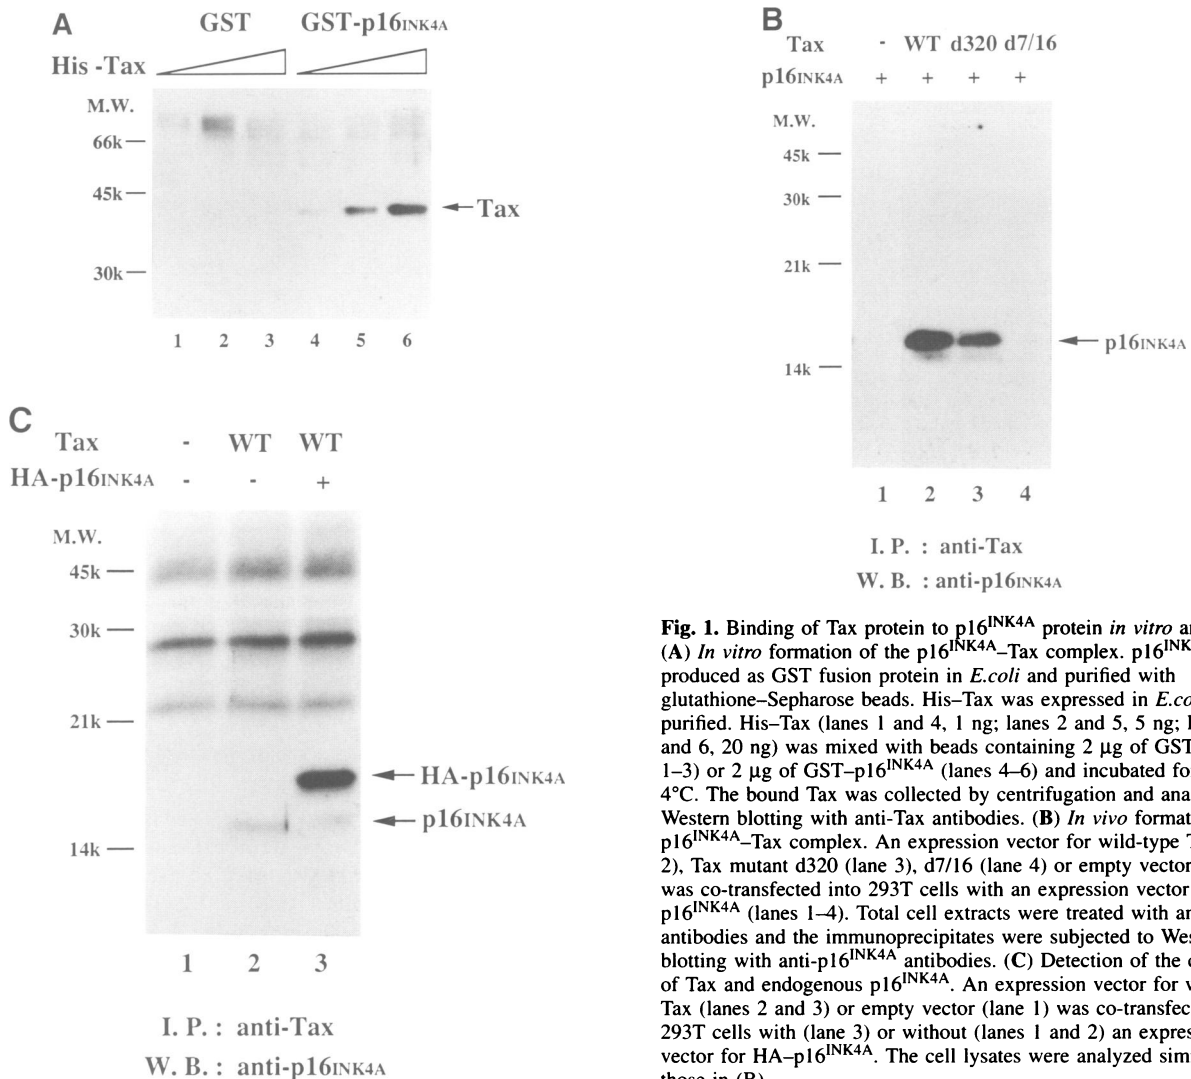 A
GST GST-p16INK4A
His -Tax
M.W.
66k
45k
Tax
30k
1 2 3 4 5 6
B
Tax - WT d320 d7/16
p16INK4A + + + +
M.W.
45k
30k
21k
p16INK4A
14k
1 2 3 4
I. P. : anti-Tax
W. B. : anti-p16INK4A
C
Tax - WT WT
HA-p16INK4A - - +
M.W.
45k
30k
21k
HA-p16INK4A
p16INK4A
14k
1 2 3
I. P. : anti-Tax
W. B. : anti-p16INK4A
Fig. 1. Binding of Tax protein to p16INK4A protein in vitro
(A) In vitro formation of the p16INK4A–Tax complex.
produced as GST fusion protein in E.coli and purified with
glutathione–Sepharose beads. His–Tax was expressed in
purified. His–Tax (lanes 1 and 4, 1 ng; lanes 2 and 5, 5 ng;
and 6, 20 ng) was mixed with beads containing 2 μg of GST
1–3) or 2 μg of GST–p16INK4A (lanes 4–6) and incubated
4°C. The bound Tax was collected by centrifugation and
Western blotting with anti-Tax antibodies. (B) In vivo
p16INK4A–Tax complex. An expression vector for wild-type
2), Tax mutant d320 (lane 3), d7/16 (lane 4) or empty vector
was co-transfected into 293T cells with an expression vector
p16INK4A (lanes 1–4). Total cell extracts were treated with
antibodies and the immunoprecipitates were subjected to
blotting with anti-p16INK4A antibodies. (C) Detection of the
of Tax and endogenous p16INK4A. An expression vector for
Tax (lanes 2 and 3) or empty vector (lane 1) was
293T cells with (lane 3) or without (lanes 1 and 2) an
vector for HA–p16INK4A. The cell lysates were analyzed
those in (B).